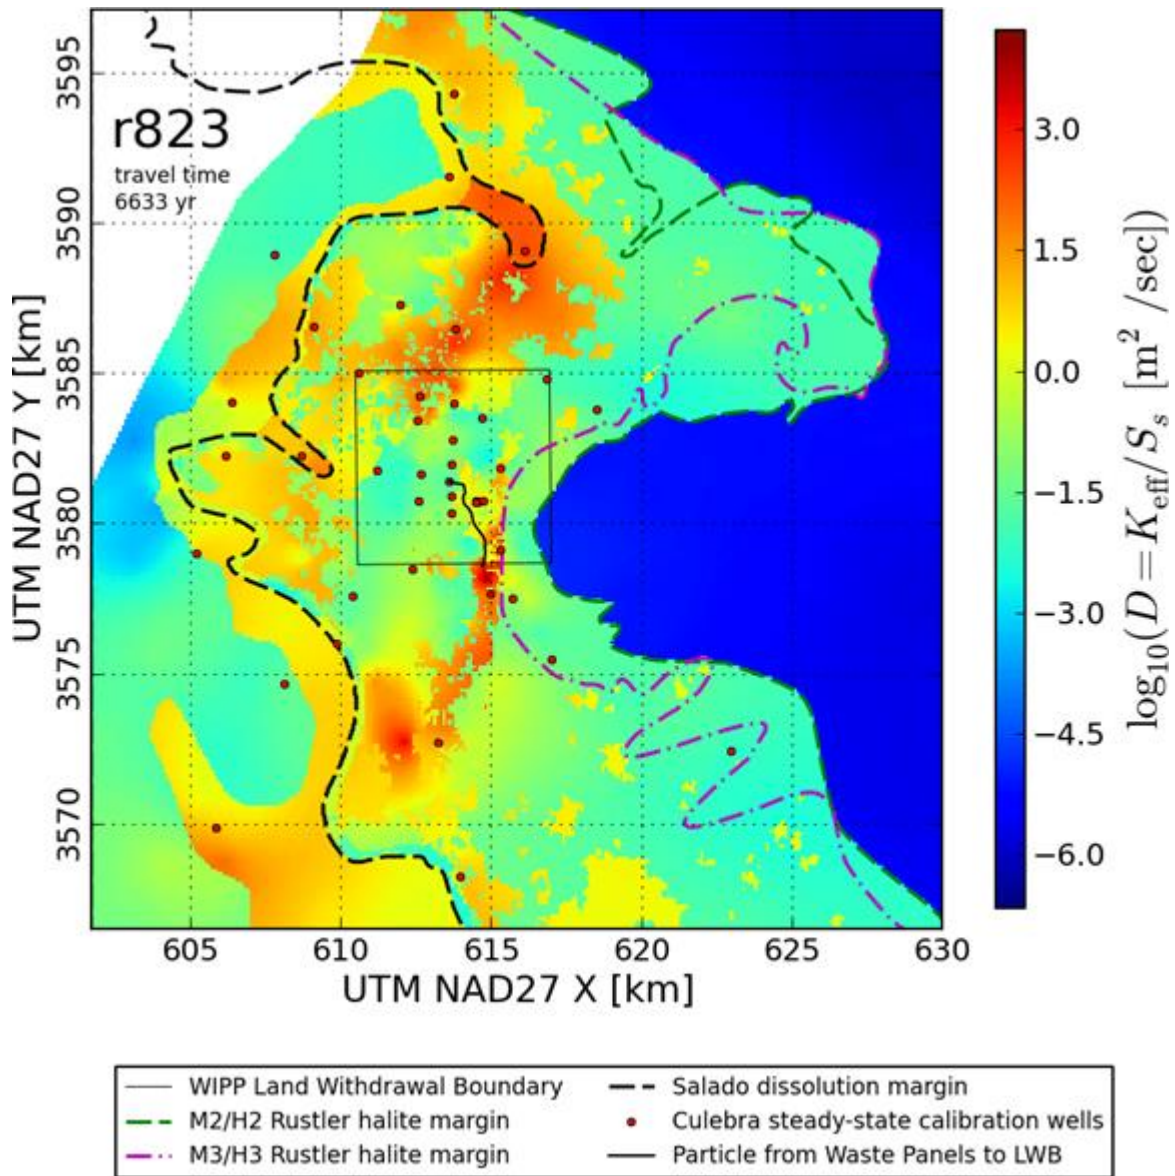 r823
travel time
6633 yr
3595
3590
3585
3580
3575
3570
UTM NAD27 Y [km]
605 610 615 620 625 630
UTM NAD27 X [km]
3.0
1.5
0.0
−1.5
−3.0
−4.5
−6.0
log₁₀(D = K_eff/S_s [m² /sec])
WIPP Land Withdrawal Boundary
M2/H2 Rustler halite margin
M3/H3 Rustler halite margin
Salado dissolution margin
Culebra steady-state calibration wells
Particle from Waste Panels to LWB